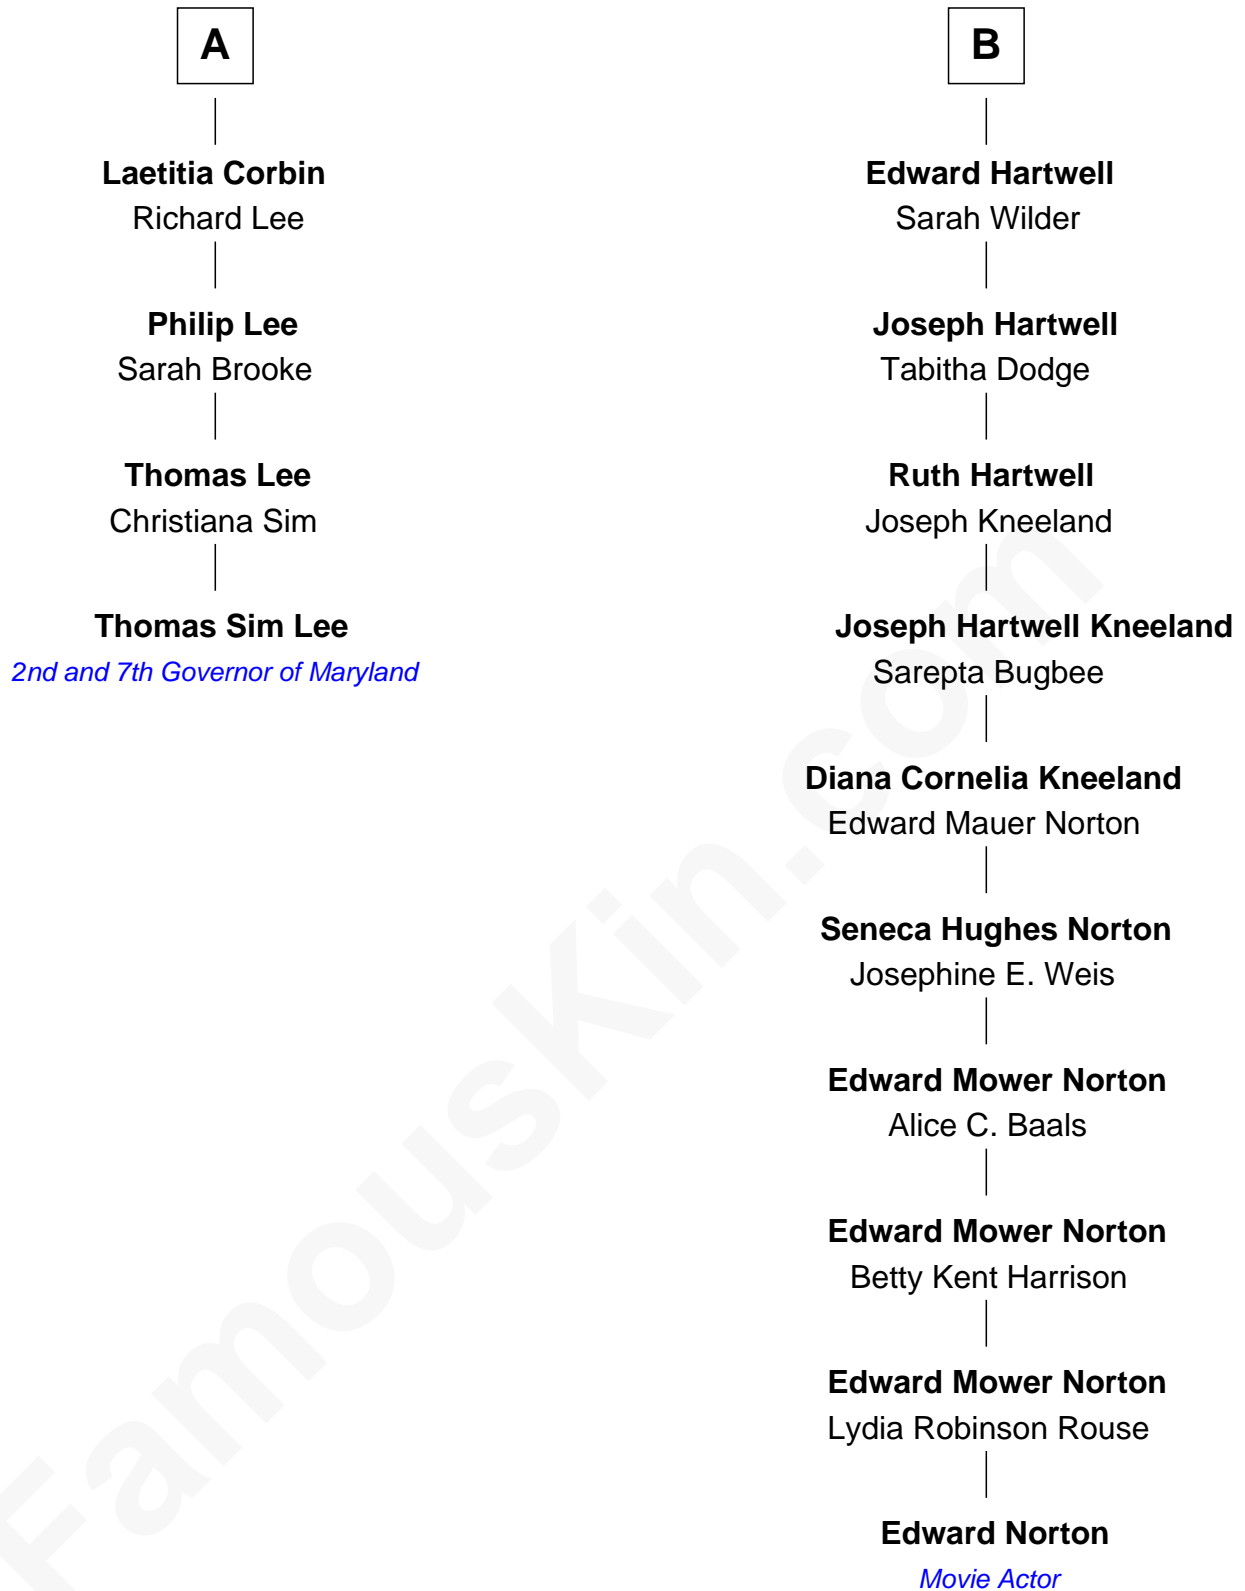 A
Laetitia Corbin
Richard Lee
Philip Lee
Sarah Brooke
Thomas Lee
Christiana Sim
Thomas Sim Lee
2nd and 7th Governor of Maryland
B
Edward Hartwell
Sarah Wilder
Joseph Hartwell
Tabitha Dodge
Ruth Hartwell
Joseph Kneeland
Joseph Hartwell Kneeland
Sarepta Bugbee
Diana Cornelia Kneeland
Edward Mauer Norton
Seneca Hughes Norton
Josephine E. Weis
Edward Mower Norton
Alice C. Baals
Edward Mower Norton
Betty Kent Harrison
Edward Mower Norton
Lydia Robinson Rouse
Edward Norton
Movie Actor
FamousKin.com